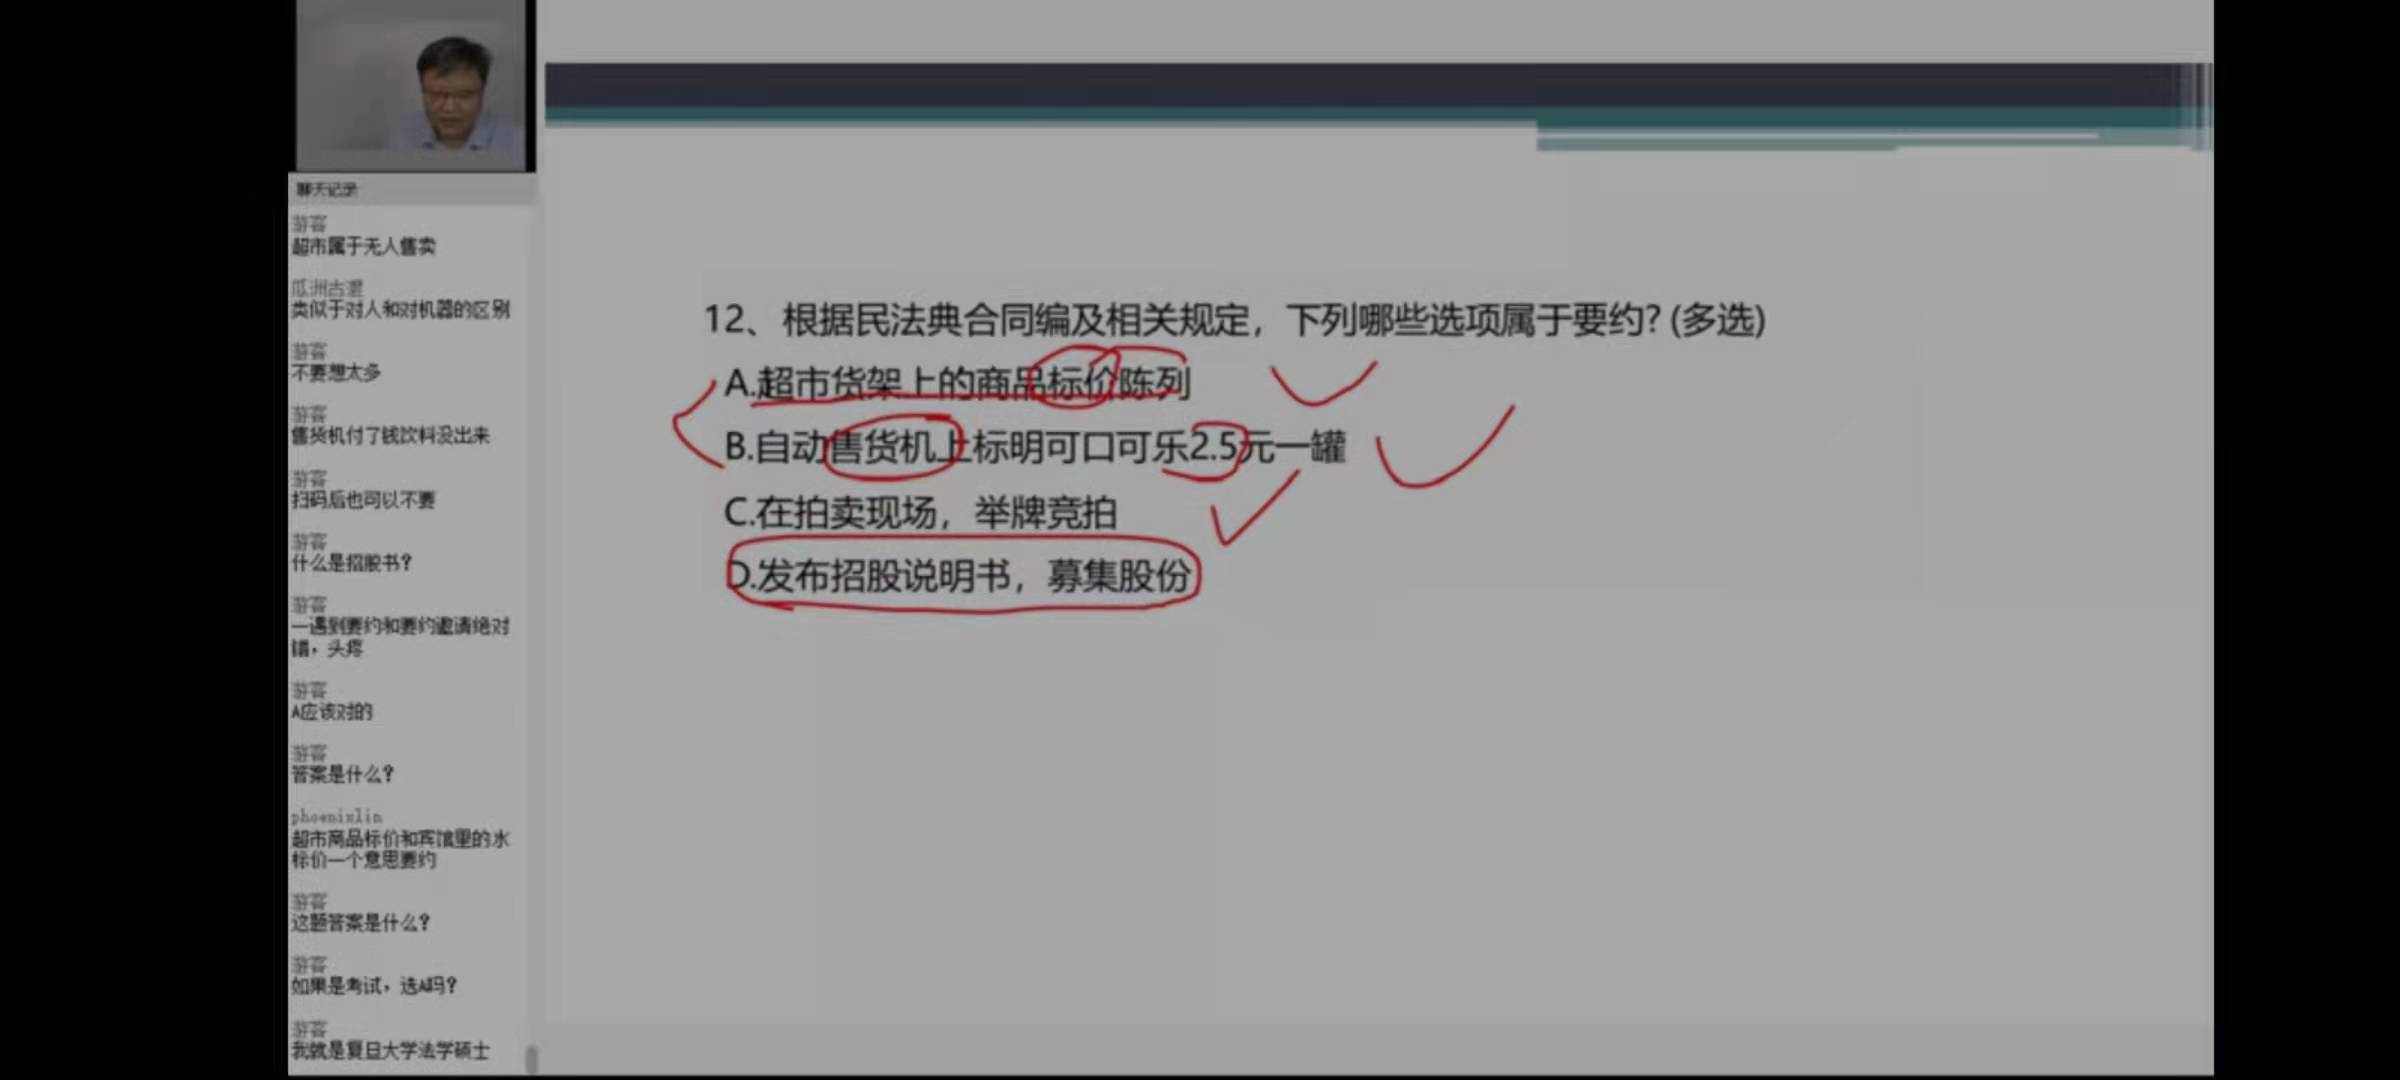 聊天记录
游客
超市属于无人售卖
瓜洲古渡
类似于对人和对机器的区别
游客
不要想太多
游客
售货机付了钱饮料没出来
游客
扫码后也可以不要
游客
什么是招股书?
游客
一遇到要约和要约邀请绝对
错，头疼
游客
A应该对的
游客
答案是什么?
phoenixlin
超市商品标价和宾馆里的水
标价一个意思要约
游客
这题答案是什么?
游客
如果是考试，选A吗?
游客
我就是复旦大学法学硕士
12、根据民法典合同编及相关规定，下列哪些选项属于要约? (多选)
A.超市货架上的商品标价陈列
B.自动售货机上标明可口可乐2.5元一罐
C.在拍卖现场，举牌竞拍
D.发布招股说明书，募集股份